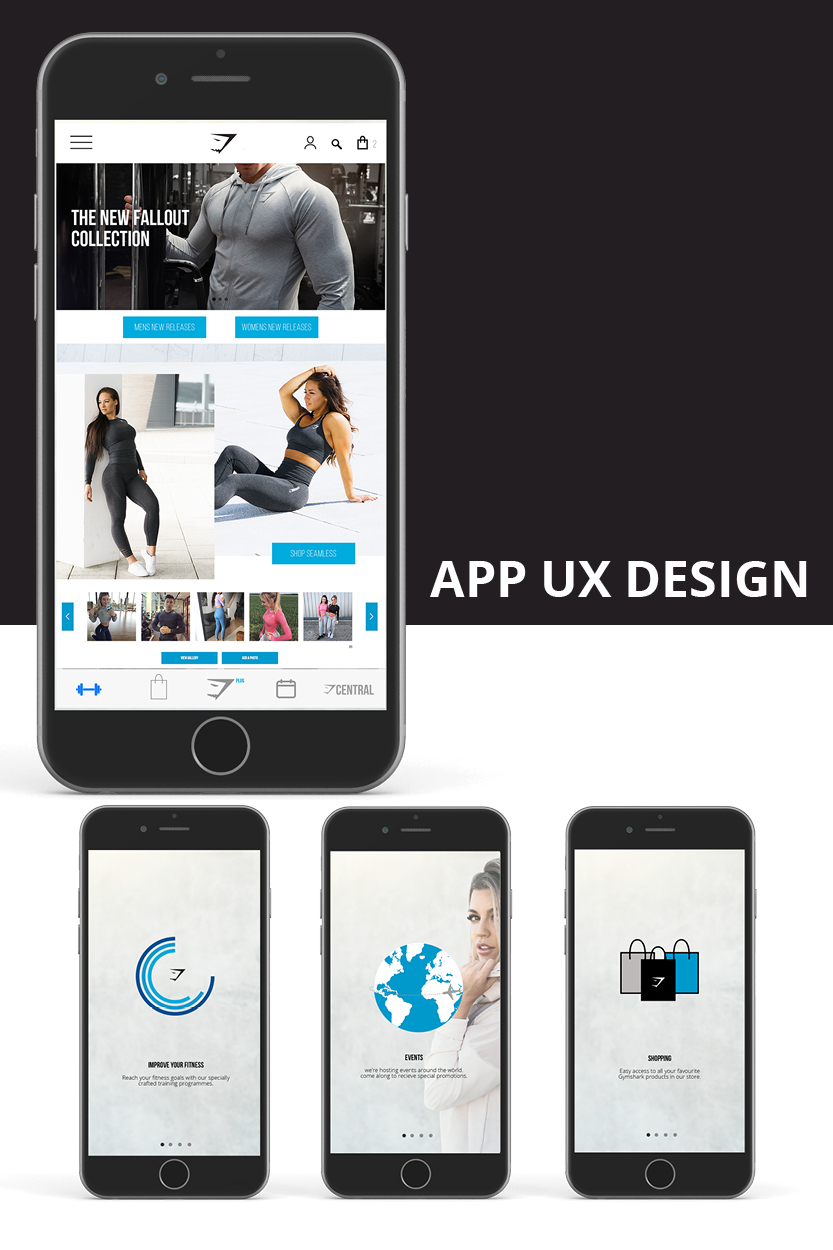 2
THE NEW FALLOUT
COLLECTION
MENS NEW RELEASES
WOMENS NEW RELEASES
SHOP SEAMLESS
VIEW GALLERY
ADD A PHOTO
PLUS
CENTRAL
APP UX DESIGN
IMPROVE YOUR FITNESS
Reach your fitness goals with our specially
crafted training programmes.
EVENTS
we're hosting events around the world.
come along to recieve special promotions.
SHOPPING
Easy access to all your favourite
Gymshark products in our store.